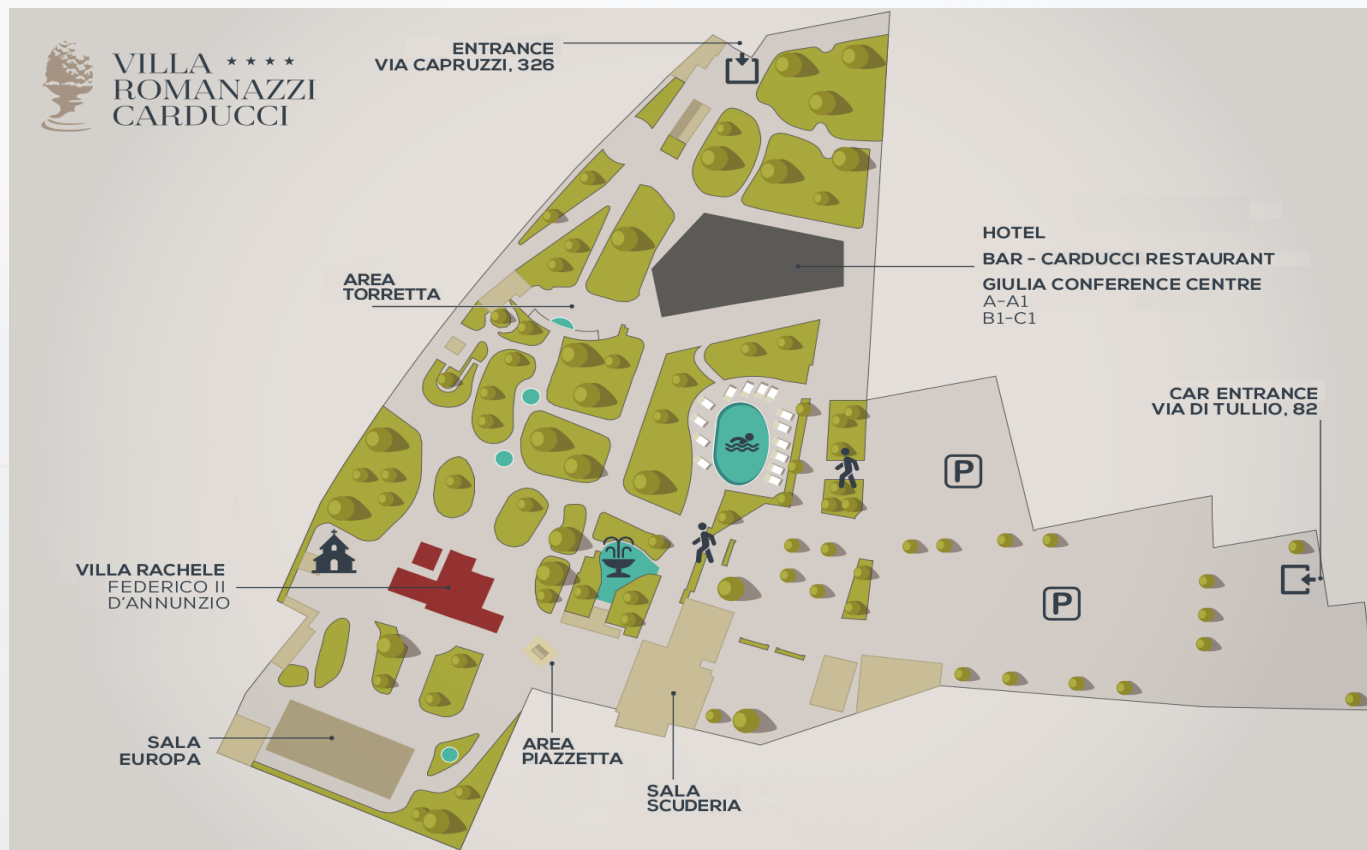 VILLA ★★★★
ROMANAZZI
CARDUCCI
ENTRANCE
VIA CAPRUZZI, 326
HOTEL
BAR - CARDUCCI RESTAURANT
GIULIA CONFERENCE CENTRE
A-A1
B1-C1
AREA
TORRETTA
CAR ENTRANCE
VIA DI TULLIO, 82
P
P
VILLA RACHELE
FEDERICO II
D'ANNUNZIO
SALA
EUROPA
AREA
PIAZZETTA
SALA
SCUDERIA